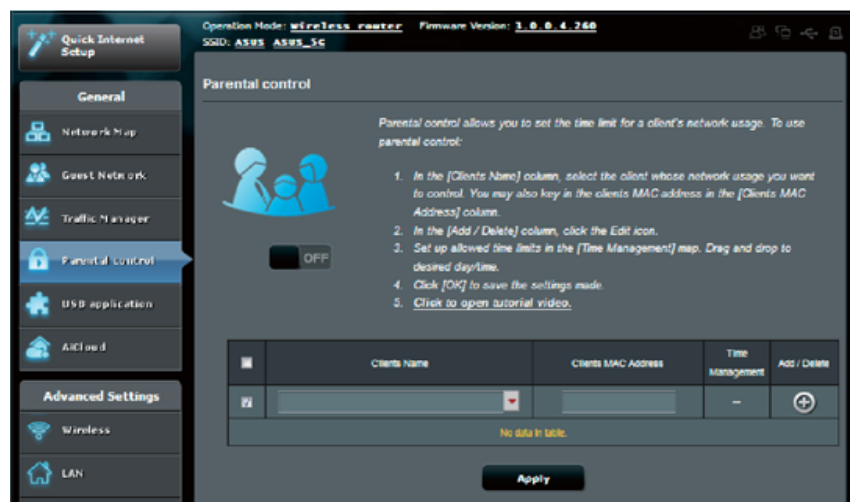 Operation Mode: Wireless router Firmware Version: 3.0.0.4.260
SSID: ASUS ASUS_5G
Quick Internet
Setup
General
Network Map
Guest Network
Traffic Manager
Parental control
USB application
AiCloud
Advanced Settings
Wireless
LAN
Parental control
Parental control allows you to set the time limit for a client's network usage. To use
parental control:
1. In the [Clients Name] column, select the client whose network usage you want
to control. You may also key in the clients MAC address in the [Clients MAC
Address] column.
2. In the [Add / Delete] column, click the Edit icon.
3. Set up allowed time limits in the [Time Management] map. Drag and drop to
desired day/time.
4. Click [OK] to save the settings made.
5. Click to open tutorial video.
OFF
Clients Name
Clients MAC Address
Time
Management
Add / Delete
–
No data in table.
Apply